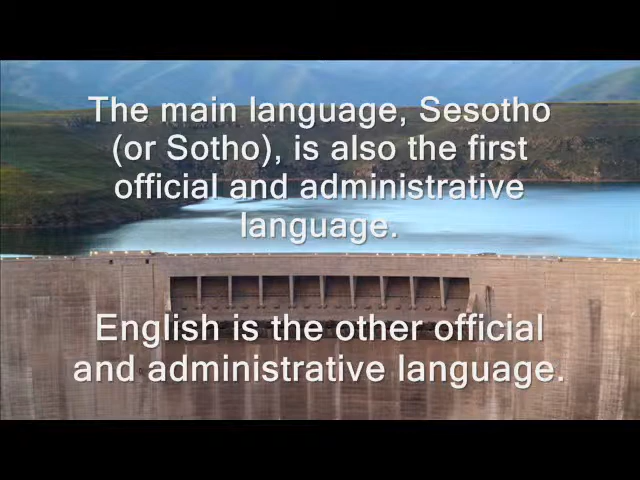 The main language, Sesotho
(or Sotho), is also the first
official and administrative
language.
English is the other official
and administrative language.